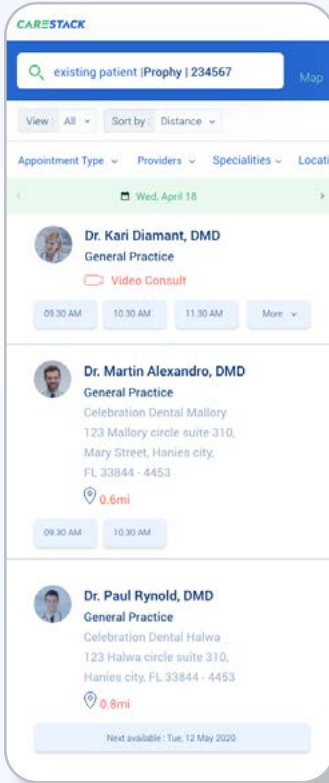 CARESTACK
existing patient |Prophy | 234567
Map
View : All Sort by : Distance
Appointment Type Providers Specialities Locati
Wed, April 18
Dr. Kari Diamant, DMD
General Practice
Video Consult
09.30 AM 10.30 AM 11.30 AM More
Dr. Martin Alexandro, DMD
General Practice
Celebration Dental Mallory
123 Mallory circle suite 310,
Mary Street, Hanies city,
FL 33844 - 4453
0.6mi
09.30 AM 10.30 AM
Dr. Paul Rynold, DMD
General Practice
Celebration Dental Halwa
123 Halwa circle suite 310,
Hanies city, FL 33844 - 4453
0.8mi
Next available : Tue, 12 May 2020